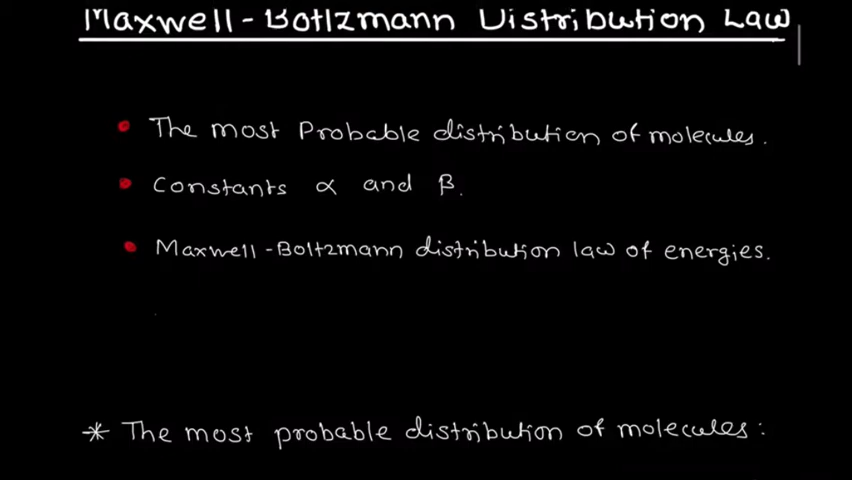 Maxwell-Boltzmann Distribution Law
• The most Probable distribution of molecules.
• Constants α and β.
• Maxwell-Boltzmann distribution law of energies.
* The most probable distribution of molecules: